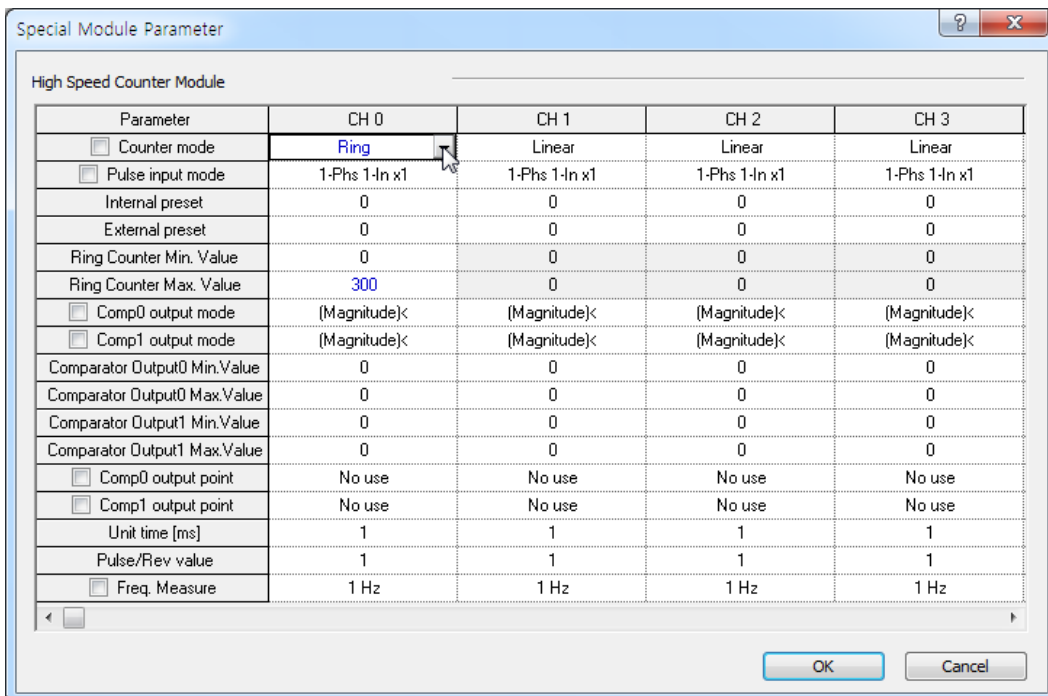 Special Module Parameter
High Speed Counter Module
Parameter CH 0 CH 1 CH 2 CH 3
Counter mode Ring Linear Linear Linear
Pulse input mode 1-Phs 1-In x1 1-Phs 1-In x1 1-Phs 1-In x1 1-Phs 1-In x1
Internal preset 0 0 0 0
External preset 0 0 0 0
Ring Counter Min. Value 0 0 0 0
Ring Counter Max. Value 300 0 0 0
Comp0 output mode (Magnitude)< (Magnitude)< (Magnitude)< (Magnitude)<
Comp1 output mode (Magnitude)< (Magnitude)< (Magnitude)< (Magnitude)<
Comparator Output0 Min.Value 0 0 0 0
Comparator Output0 Max.Value 0 0 0 0
Comparator Output1 Min.Value 0 0 0 0
Comparator Output1 Max.Value 0 0 0 0
Comp0 output point No use No use No use No use
Comp1 output point No use No use No use No use
Unit time [ms] 1 1 1 1
Pulse/Rev value 1 1 1 1
Freq. Measure 1 Hz 1 Hz 1 Hz 1 Hz
OK Cancel